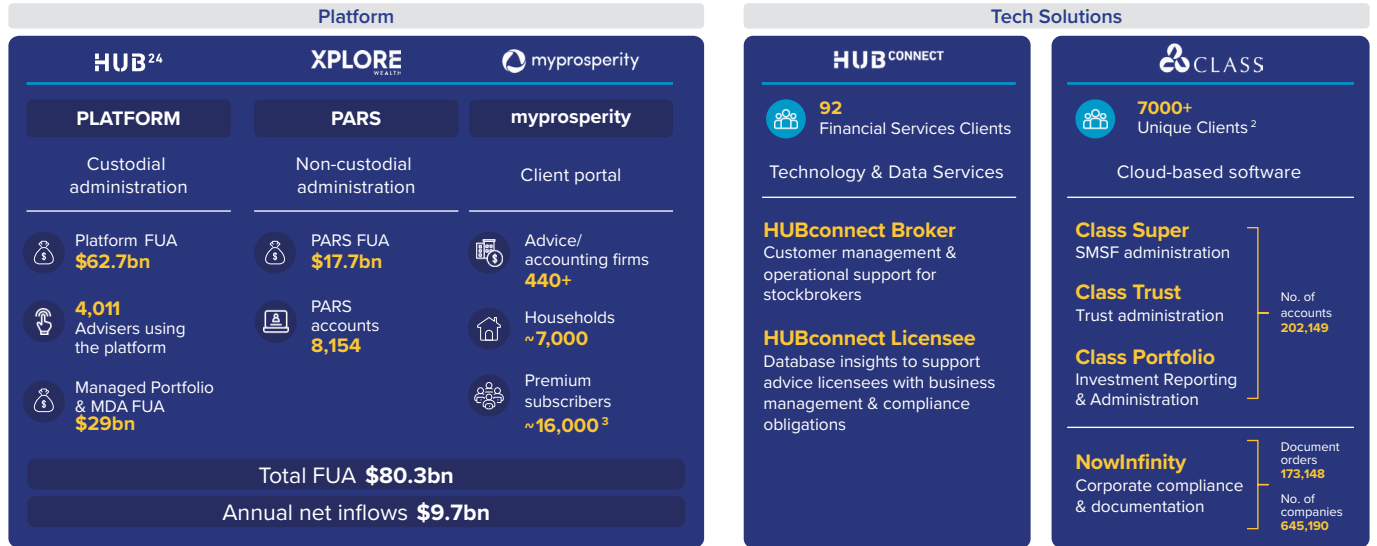 Platform
HUB24
PLATFORM
Custodial
administration
Platform FUA
$62.7bn
4,011
Advisers using
the platform
Managed Portfolio
& MDA FUA
$29bn
XPLORE
WEALTH
PARS
Non-custodial
administration
PARS FUA
$17.7bn
PARS
accounts
8,154
myprosperity
myprosperity
Client portal
Advice/
accounting firms
440+
Households
~7,000
Premium
subscribers
~16,000 3
Total FUA $80.3bn
Annual net inflows $9.7bn
Tech Solutions
HUBCONNECT
92
Financial Services Clients
Technology & Data Services
HUBconnect Broker
Customer management &
operational support for
stockbrokers
HUBconnect Licensee
Database insights to support
advice licensees with business
management & compliance
obligations
CLASS
7000+
Unique Clients 2
Cloud-based software
Class Super
SMSF administration
Class Trust
Trust administration
Class Portfolio
Investment Reporting
& Administration
No. of
accounts
202,149
NowInfinity
Corporate compliance
& documentation
Document
orders
173,148
No. of
companies
645,190